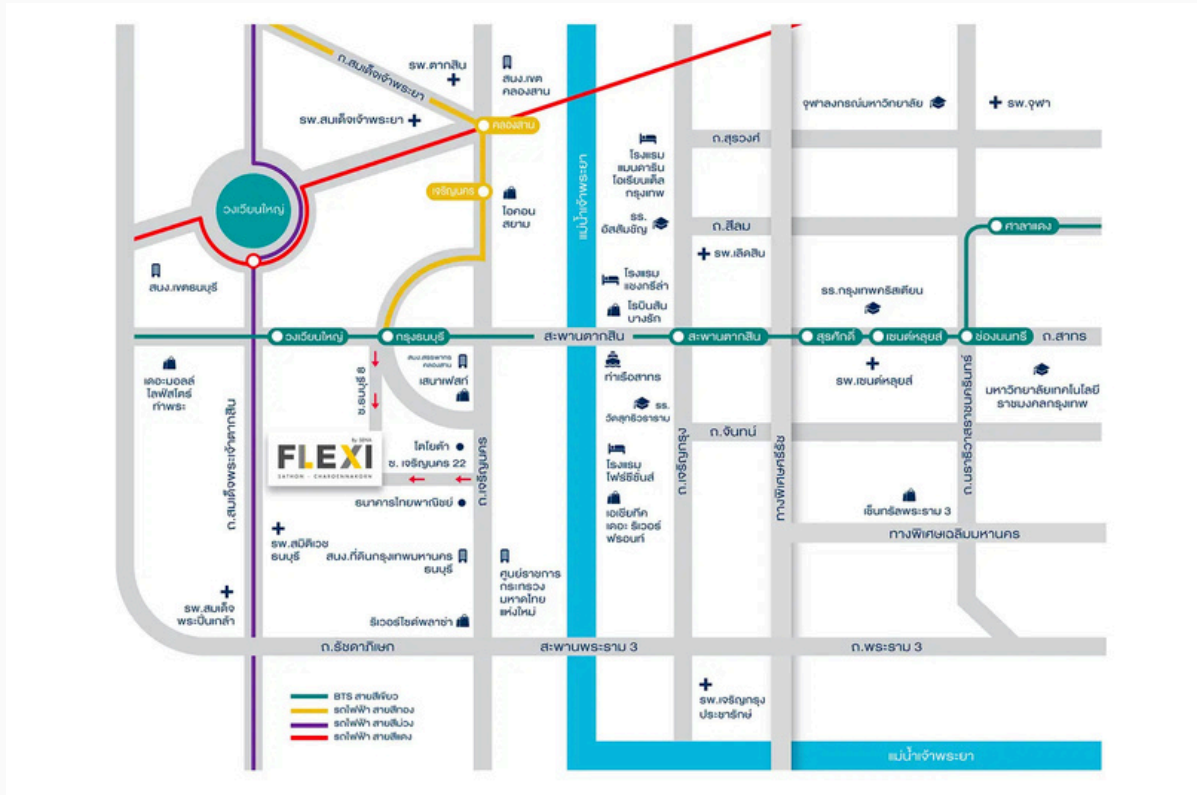 ถ.สมเด็จเจ้าพระยา
รพ.ตากสิน
สนง.เขต
คลองสาน
รพ.สมเด็จเจ้าพระยา
คลองสาน
จุฬาลงกรณ์มหาวิทยาลัย
รพ.จุฬา
โรงแรม
แมนดาริน
โอเรียนเต็ล
กรุงเทพ
ถ.สุรวงศ์
แม่น้ำเจ้าพระยา
เจริญนคร
ไอคอน
สยาม
วงเวียนใหญ่
รร.
อัสสัมชัญ
ถ.สีลม
ศาลาแดง
รพ.เลิดสิน
สนง.เขตธนบุรี
โรงแรม
แชงกรีล่า
โรบินสัน
บางรัก
รร.กรุงเทพคริสเตียน
วงเวียนใหญ่
กรุงธนบุรี
สะพานตากสิน
สะพานตากสิน
สุรศักดิ์
เซนต์หลุยส์
ช่องนนทรี
ถ.สาทร
เดอะมอลล์
ไลฟ์สโตร์
ท่าพระ
ซ.ธนบุรี 8
สนง.สรรพากร
คลองสาน
เสนาเฟสท์
ท่าเรือสาทร
รพ.เซนต์หลุยส์
มหาวิทยาลัยเทคโนโลยี
ราชมงคลกรุงเทพ
รร.
วัดสุทธิวราราม
ถ.จันทน์
ถ.สมเด็จพระเจ้าตากสิน
FLEXI
by SENA
SATHON - CHAROENNAKORN
โตโยต้า
ซ. เจริญนคร 22
ถ.เจริญนคร
โรงแรม
โฟร์ซีซั่นส์
ถ.เจริญกรุง
ทางพิเศษศรีรัช
ถ.นราธิวาสราชนครินทร์
ธนาคารไทยพาณิชย์
เอเชียทีค
เดอะ ริเวอร์
ฟรอนท์
เซ็นทรัลพระราม 3
รพ.สมิติเวช
ธนบุรี
สนง.ที่ดินกรุงเทพมหานคร
ธนบุรี
ทางพิเศษเฉลิมมหานคร
ศูนย์ราชการ
กระทรวง
มหาดไทย
แห่งใหม่
รพ.สมเด็จ
พระปิ่นเกล้า
ริเวอร์ไซด์พลาซ่า
ถ.รัชดาภิเษก
สะพานพระราม 3
ถ.พระราม 3
รพ.เจริญกรุง
ประชารักษ์
BTS สายสีเขียว
รถไฟฟ้า สายสีทอง
รถไฟฟ้า สายสีม่วง
รถไฟฟ้า สายสีแดง
แม่น้ำเจ้าพระยา